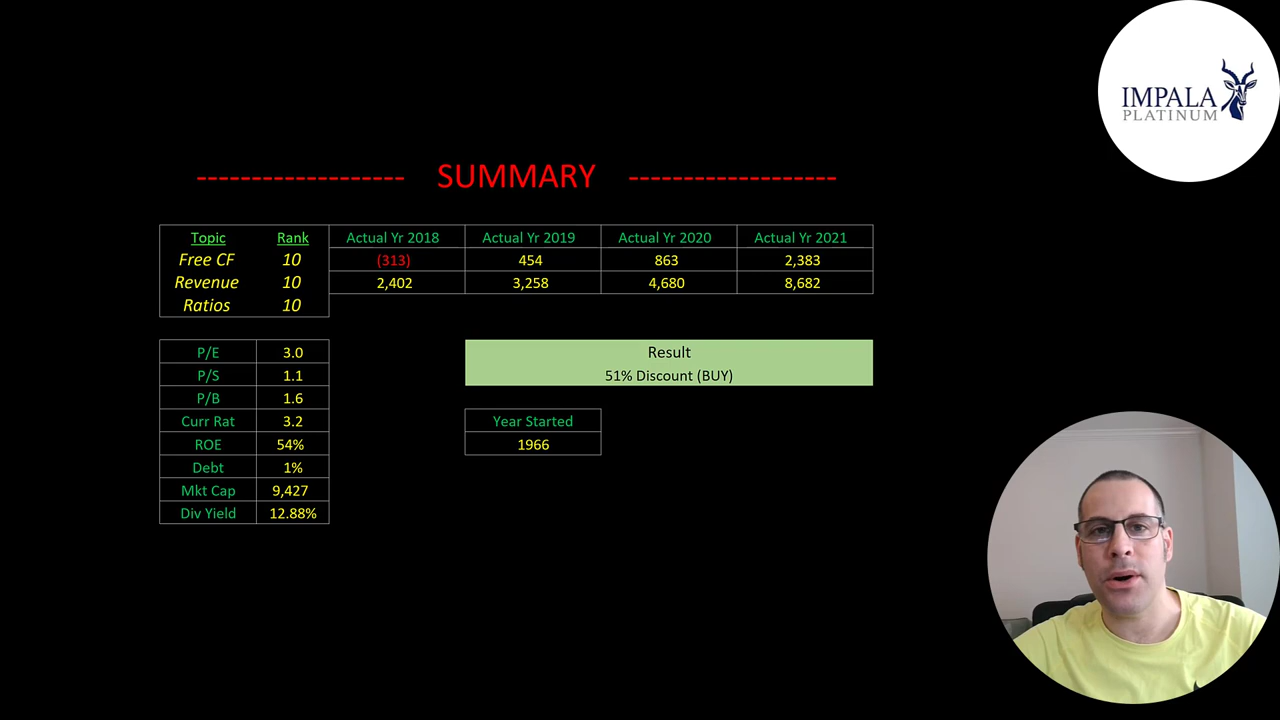 IMPALA
PLATINUM
------------------- SUMMARY -------------------
Topic Rank Actual Yr 2018 Actual Yr 2019 Actual Yr 2020 Actual Yr 2021
Free CF 10 (313) 454 863 2,383
Revenue 10 2,402 3,258 4,680 8,682
Ratios 10
P/E 3.0
P/S 1.1
P/B 1.6
Curr Rat 3.2
ROE 54%
Debt 1%
Mkt Cap 9,427
Div Yield 12.88%
Result
51% Discount (BUY)
Year Started
1966